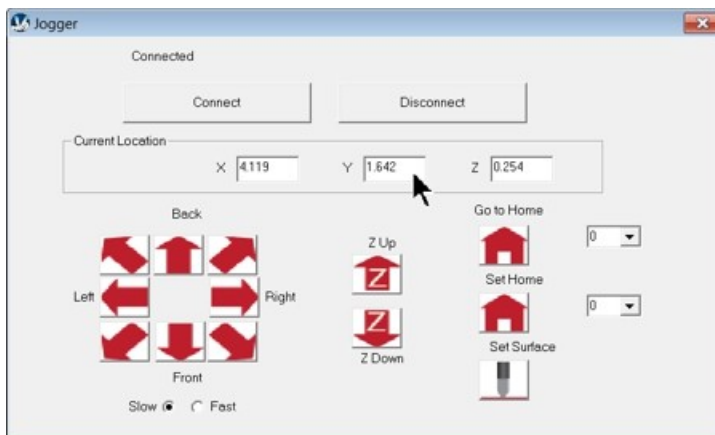 Jogger
Connected
Connect Disconnect
Current Location
X 4.119 Y 1.642 Z 0.254
Back
Go to Home
0
Z Up
Z
Set Home
Left Right
0
Z
Z Down
Set Surface
Front
Slow Fast